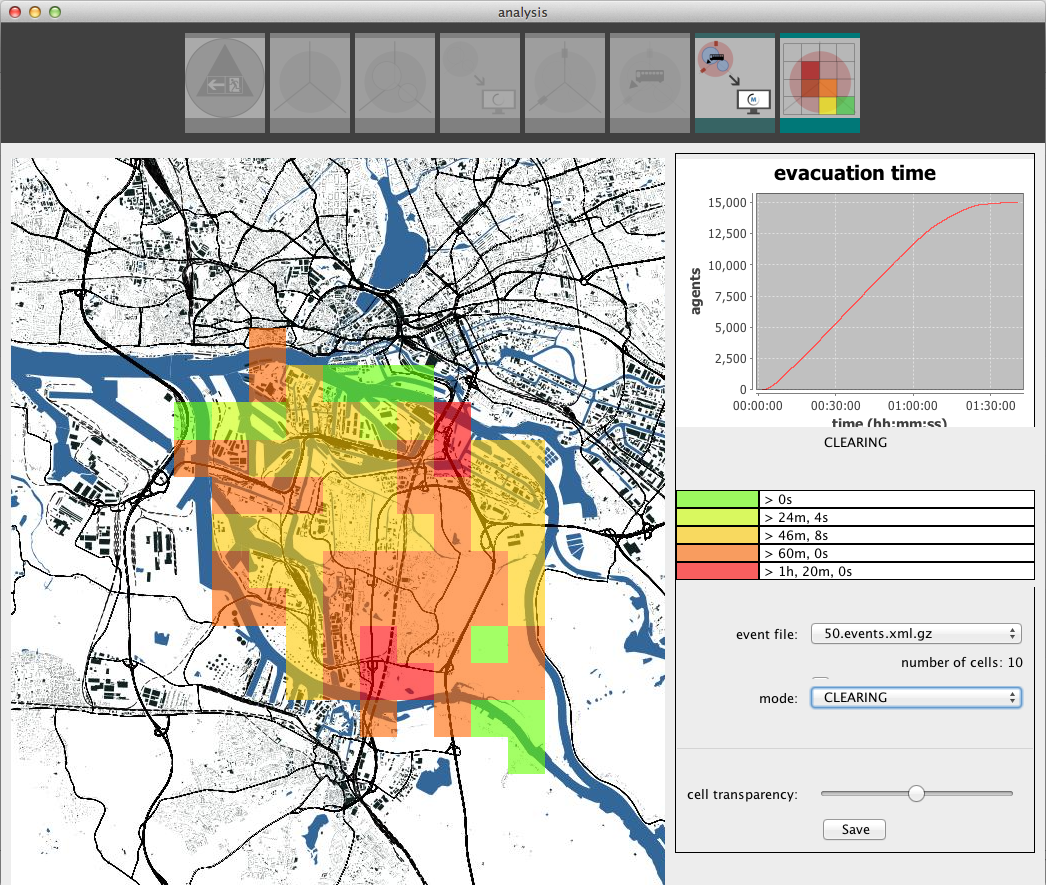 analysis
M
evacuation time
15,000
12,500
10,000
7,500
5,000
2,500
0
agents
00:00:00 00:30:00 01:00:00 01:30:00
time (hh:mm:ss)
CLEARING
> 0s
> 24m, 4s
> 46m, 8s
> 60m, 0s
> 1h, 20m, 0s
event file: 50.events.xml.gz
number of cells: 10
mode: CLEARING
cell transparency:
Save